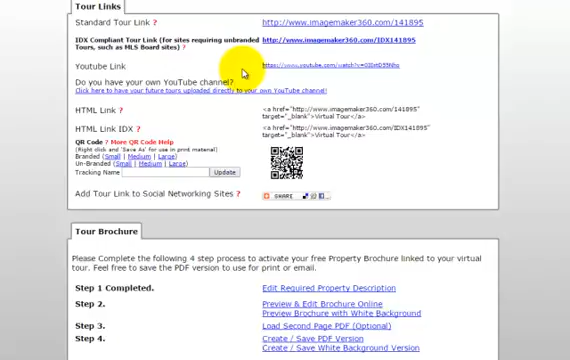 Tour Links
Standard Tour Link ? http://www.imagemaker360.com/141895
IDX Compliant Tour Link (for sites requiring unbranded http://www.imagemaker360.com/IDX141895
Tours, such as MLS Board sites) ?
Youtube Link
Do you have your own YouTube channel?
Click here to have your future tours uploaded directly to your own YouTube channel!
HTML Link ? <a href="http://www.imagemaker360.com/141895"
target="_blank">Virtual Tour</a>
HTML Link IDX ? <a href="http://www.imagemaker360.com/IDX141895"
target="_blank">Virtual Tour</a>
QR Code ? More QR Code Help
(Right click and 'Save As' for use in print material)
Branded (Small | Medium | Large)
Un-Branded (Small | Medium | Large)
Tracking Name Update
Add Tour Link to Social Networking Sites ? SHARE
Tour Brochure
Please Complete the following 4 step process to activate your free Property Brochure linked to your virtual
tour. Feel free to save the PDF version to use for print or email.
Step 1 Completed. Edit Required Property Description
Step 2. Preview & Edit Brochure Online
Preview Brochure with White Background
Step 3. Load Second Page PDF (Optional)
Step 4. Create / Save PDF Version
Create / Save White Background Version